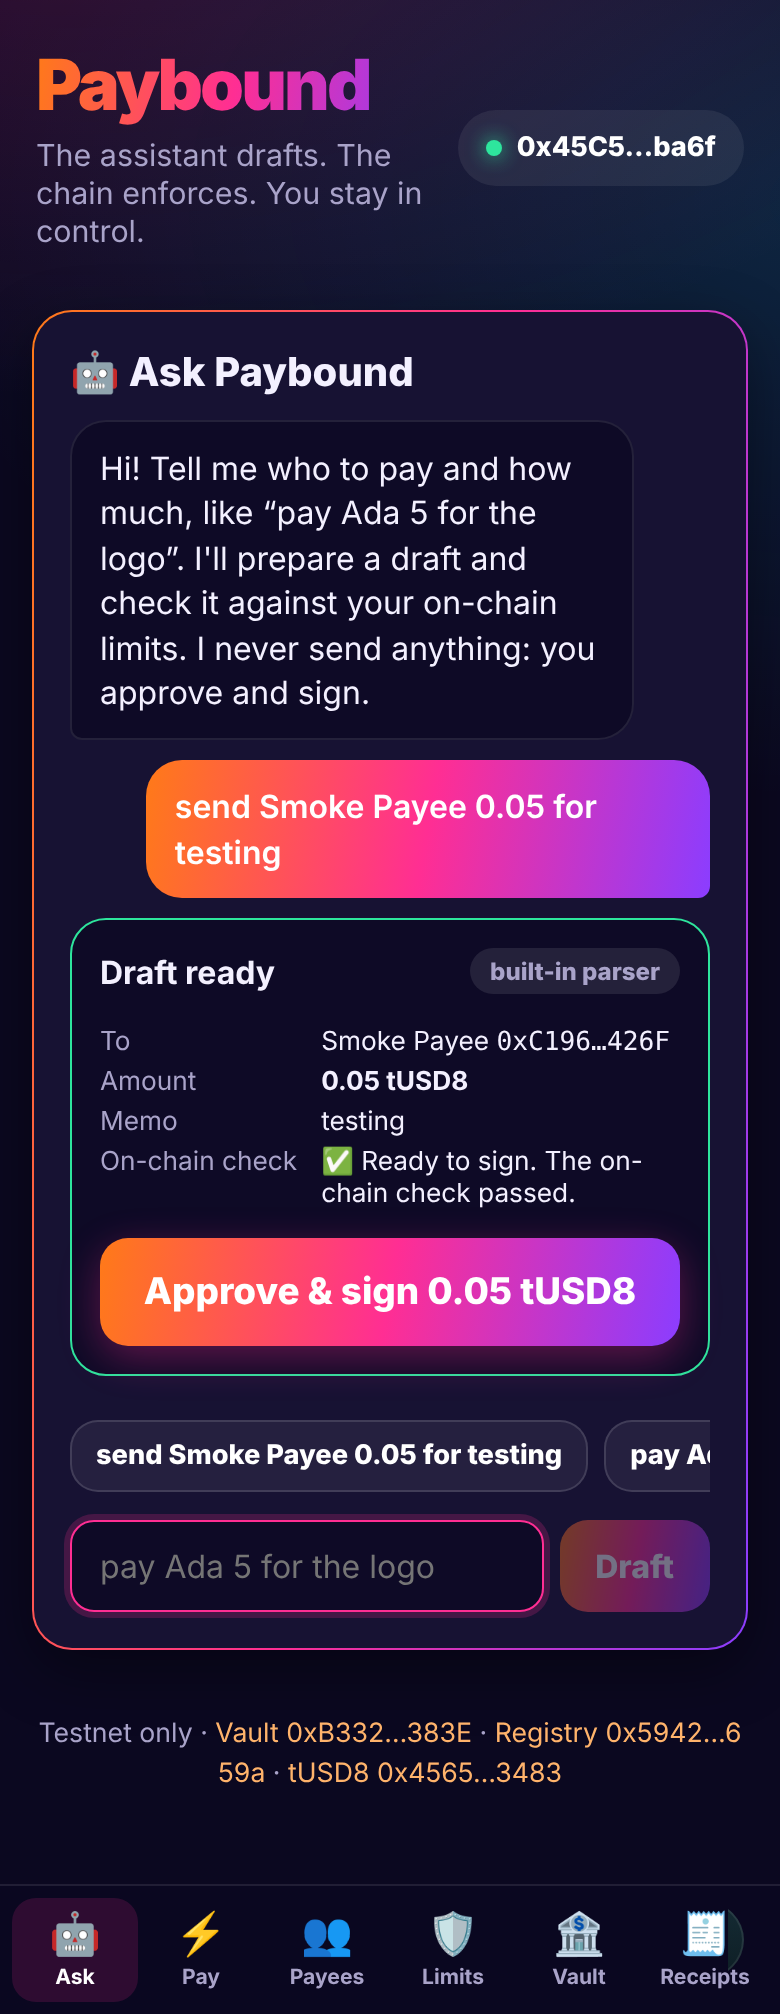 Paybound
The assistant drafts. The
chain enforces. You stay in
control.
0x45C5…ba6f
🤖 Ask Paybound
Hi! Tell me who to pay and how
much, like “pay Ada 5 for the
logo”. I'll prepare a draft and
check it against your on-chain
limits. I never send anything: you
approve and sign.
send Smoke Payee 0.05 for
testing
Draft ready
built-in parser
To Smoke Payee 0xC196…426F
Amount 0.05 tUSD8
Memo testing
On-chain check ✅ Ready to sign. The on-
chain check passed.
Approve & sign 0.05 tUSD8
send Smoke Payee 0.05 for testing
pay
pay Ada 5 for the logo
Draft
Testnet only · Vault 0xB332…383E · Registry 0x5942…6
59a · tUSD8 0x4565…3483
Ask
Pay
Payees
Limits
Vault
Receipts